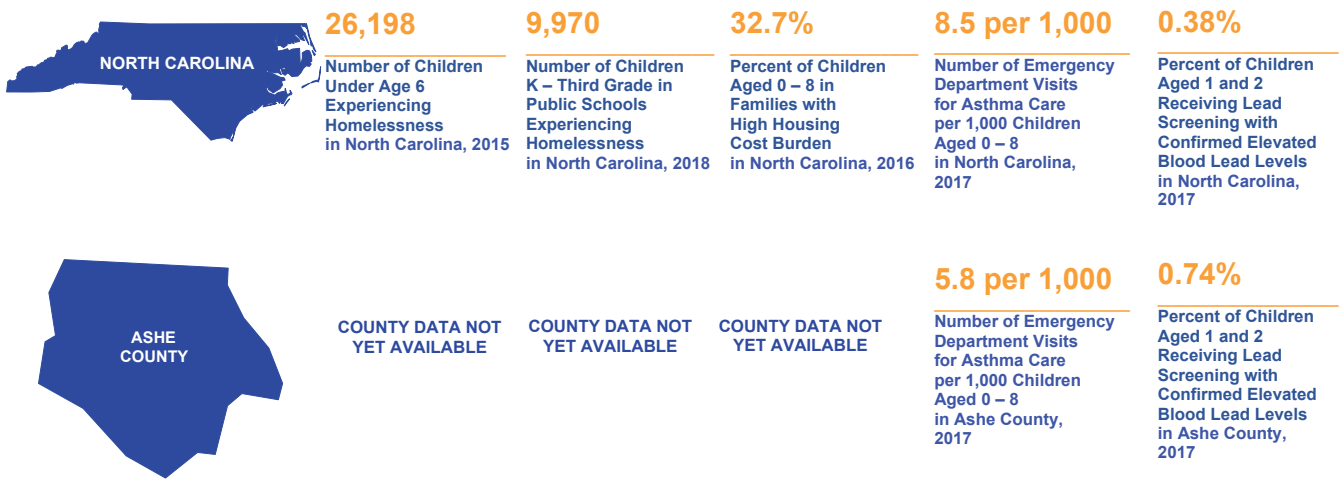 NORTH CAROLINA
26,198
Number of Children
Under Age 6
Experiencing
Homelessness
in North Carolina, 2015
9,970
Number of Children
K – Third Grade in
Public Schools
Experiencing
Homelessness
in North Carolina, 2018
32.7%
Percent of Children
Aged 0 – 8 in
Families with
High Housing
Cost Burden
in North Carolina, 2016
8.5 per 1,000
Number of Emergency
Department Visits
for Asthma Care
per 1,000 Children
Aged 0 – 8
in North Carolina,
2017
0.38%
Percent of Children
Aged 1 and 2
Receiving Lead
Screening with
Confirmed Elevated
Blood Lead Levels
in North Carolina,
2017
ASHE
COUNTY
COUNTY DATA NOT
YET AVAILABLE
COUNTY DATA NOT
YET AVAILABLE
COUNTY DATA NOT
YET AVAILABLE
5.8 per 1,000
Number of Emergency
Department Visits
for Asthma Care
per 1,000 Children
Aged 0 – 8
in Ashe County,
2017
0.74%
Percent of Children
Aged 1 and 2
Receiving Lead
Screening with
Confirmed Elevated
Blood Lead Levels
in Ashe County,
2017